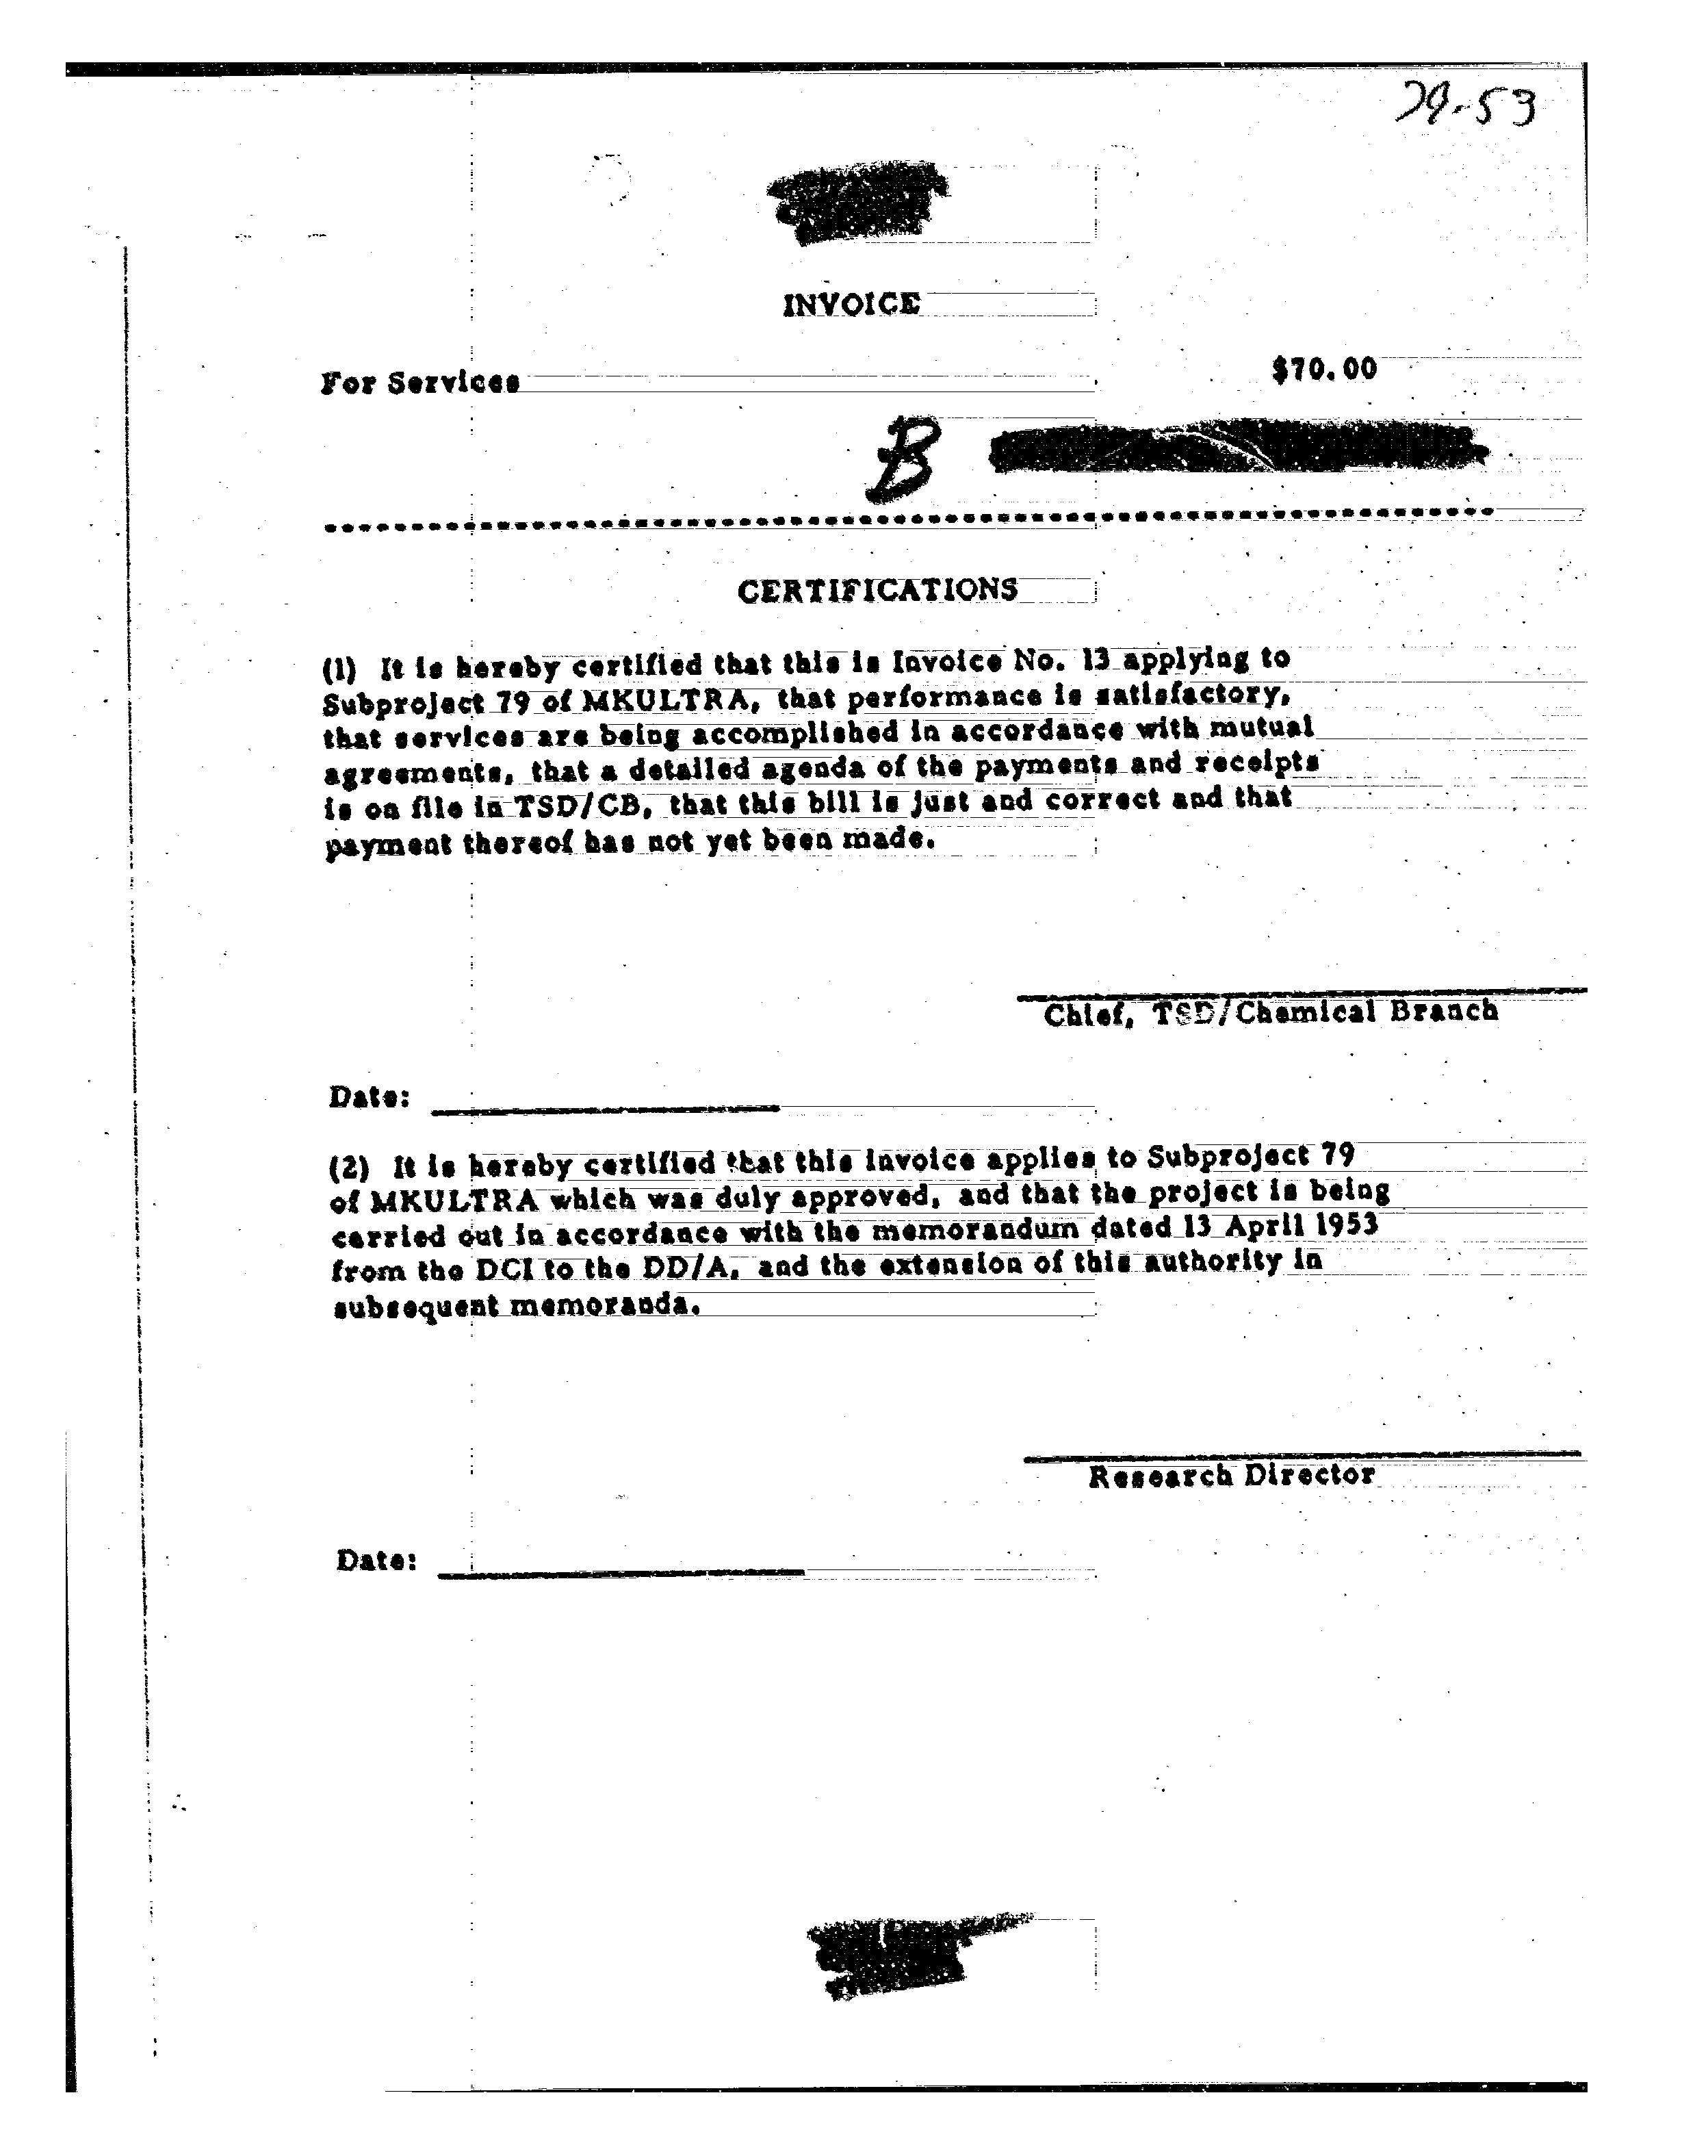 79-53
INVOICE
For Services $70.00
B
CERTIFICATIONS
(1) It is hereby certified that this is Invoice No. 13 applying to
Subproject 79 of MKULTRA, that performance is satisfactory,
that services are being accomplished in accordance with mutual
agreements, that a detailed agenda of the payments and receipts
is on file in TSD/CB, that this bill is just and correct and that
payment thereof has not yet been made.
Chief, TSD/Chemical Branch
Date:
(2) It is hereby certified that this invoice applies to Subproject 79
of MKULTRA which was duly approved, and that the project is being
carried out in accordance with the memorandum dated 13 April 1953
from the DCI to the DD/A, and the extension of this authority in
subsequent memoranda.
Research Director
Date: